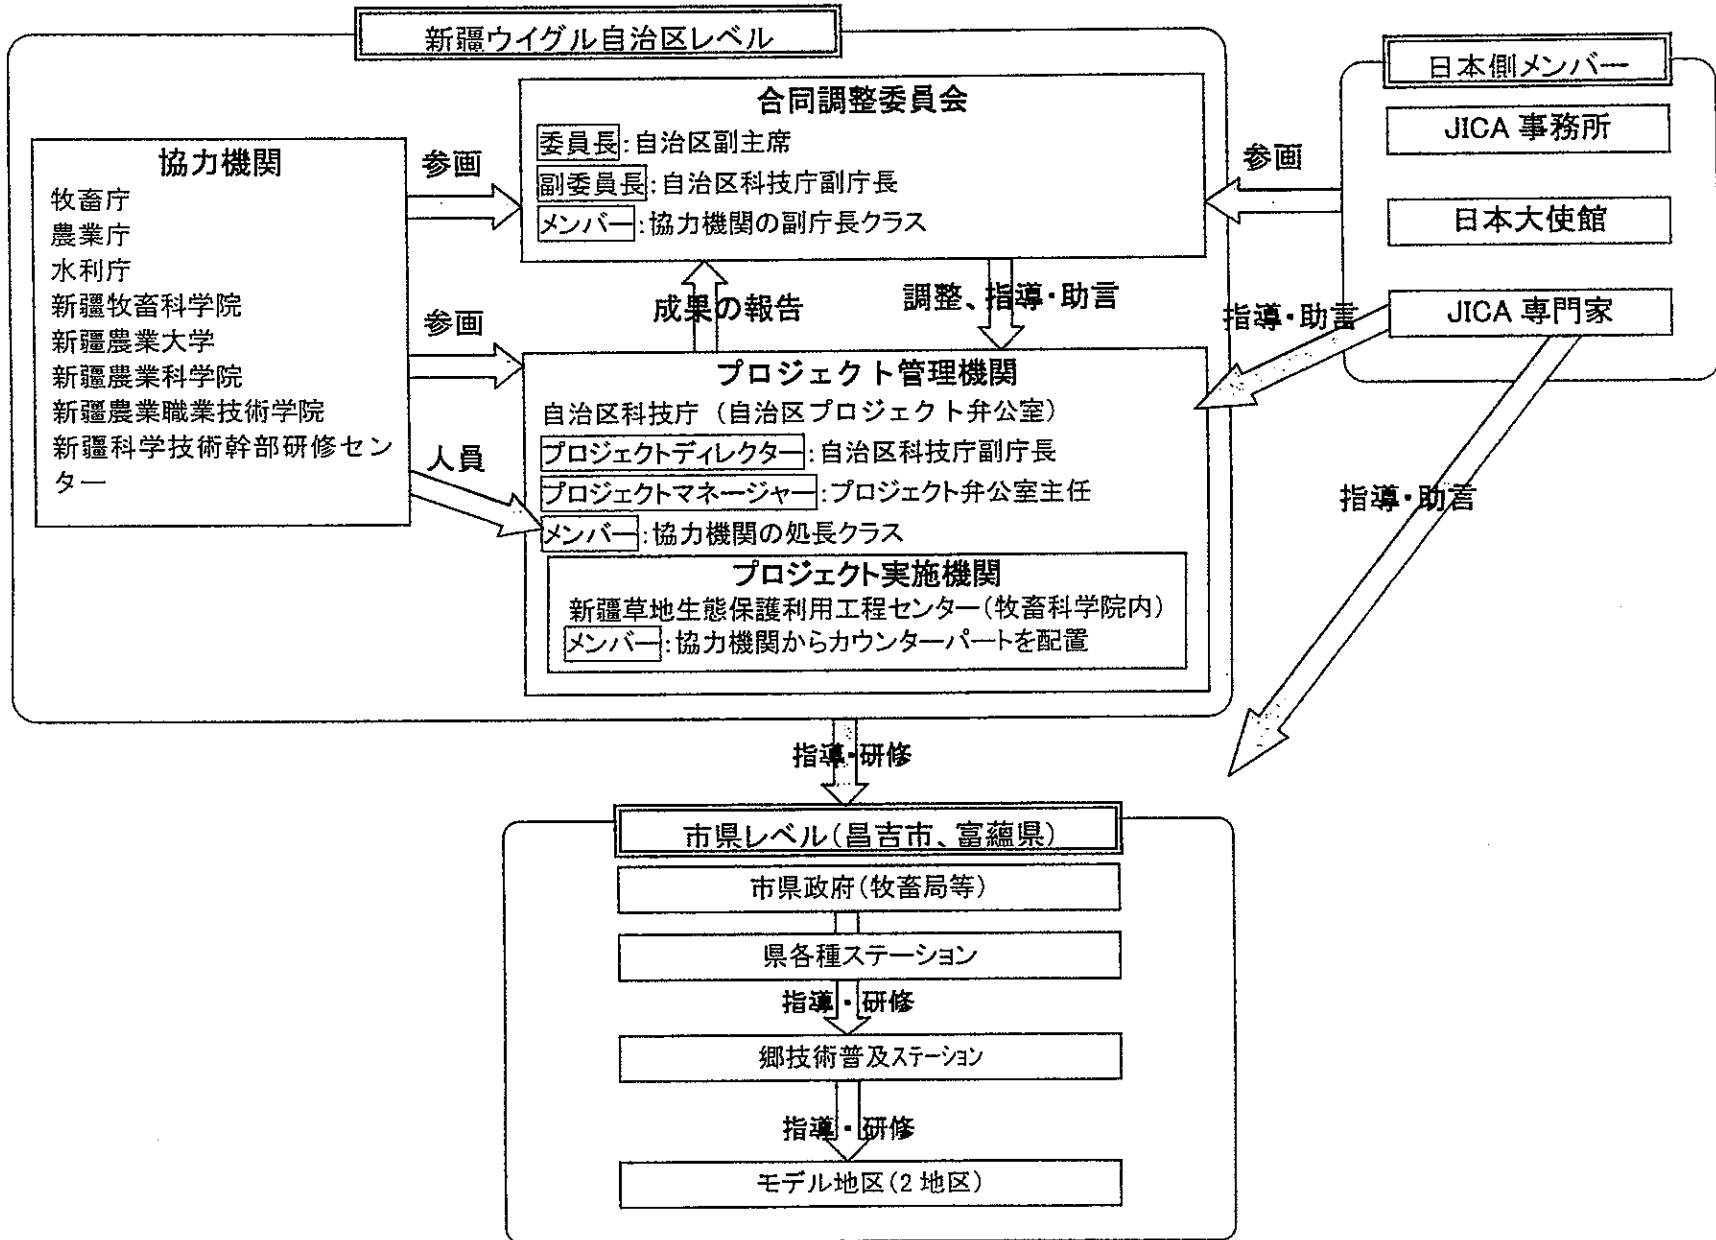 新疆ウイグル自治区レベル
協力機関
牧畜庁
農業庁
水利庁
新疆牧畜科学院
新疆農業大学
新疆農業科学院
新疆農業職業技術学院
新疆科学技術幹部研修セン
ター
参画
参画
人員
合同調整委員会
委員長:自治区副主席
副委員長:自治区科技庁副庁長
メンバー:協力機関の副庁長クラス
成果の報告
調整、指導・助言
プロジェクト管理機関
自治区科技庁（自治区プロジェクト弁公室）
プロジェクトディレクター:自治区科技庁副庁長
プロジェクトマネージャー:プロジェクト弁公室主任
メンバー:協力機関の処長クラス
プロジェクト実施機関
新疆草地生態保護利用工程センター(牧畜科学院内)
メンバー:協力機関からカウンターパートを配置
日本側メンバー
JICA 事務所
日本大使館
JICA 専門家
参画
指導・助言
指導・助言
指導・研修
市県レベル(昌吉市、富蘊県)
市県政府(牧畜局等)
県各種ステーション
指導・研修
郷技術普及ステーション
指導・研修
モデル地区(2 地区)